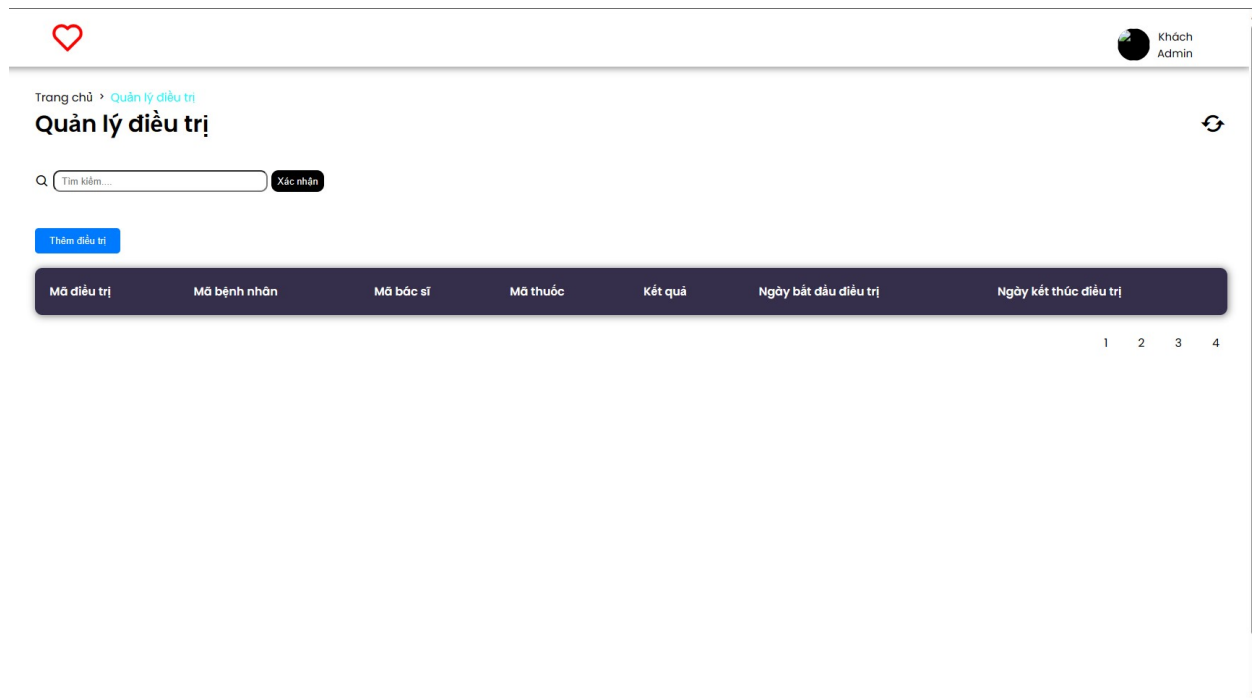 Khách
Admin
Trang chủ › Quản lý điều trị
Quản lý điều trị
Tìm kiếm.... Xác nhận
Thêm điều trị
Mã điều trị Mã bệnh nhân Mã bác sĩ Mã thuốc Kết quả Ngày bắt đầu điều trị Ngày kết thúc điều trị
1 2 3 4